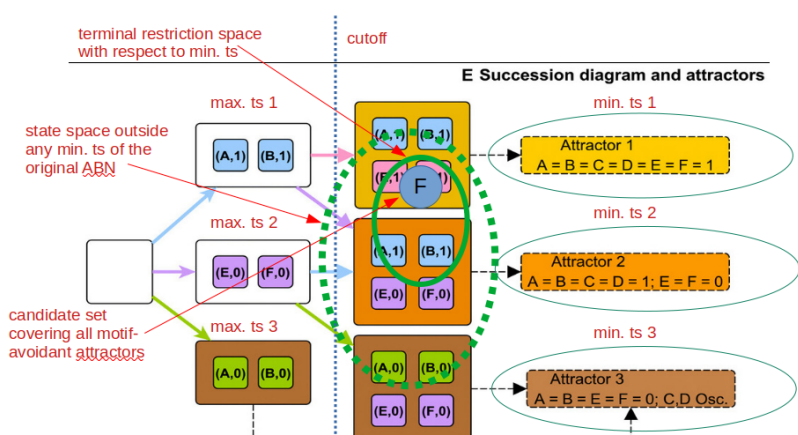 terminal restriction space
with respect to min. ts
cutoff
E Succession diagram and attractors
max. ts 1
min. ts 1
state space outside
any min. ts of the
original ABN
(A,1) (B,1)
(A,1) (B,1)
Attractor 1
A = B = C = D = E = F = 1
F
max. ts 2
min. ts 2
(E,0) (F,0)
(A,1) (B,1)
(E,0) (F,0)
Attractor 2
A = B = C = D = 1; E = F = 0
candidate set
covering all motif-
avoidant attractors
max. ts 3
min. ts 3
(A,0) (B,0)
(A,0) (B,0)
(E,0) (F,0)
Attractor 3
A = B = E = F = 0; C,D Osc.